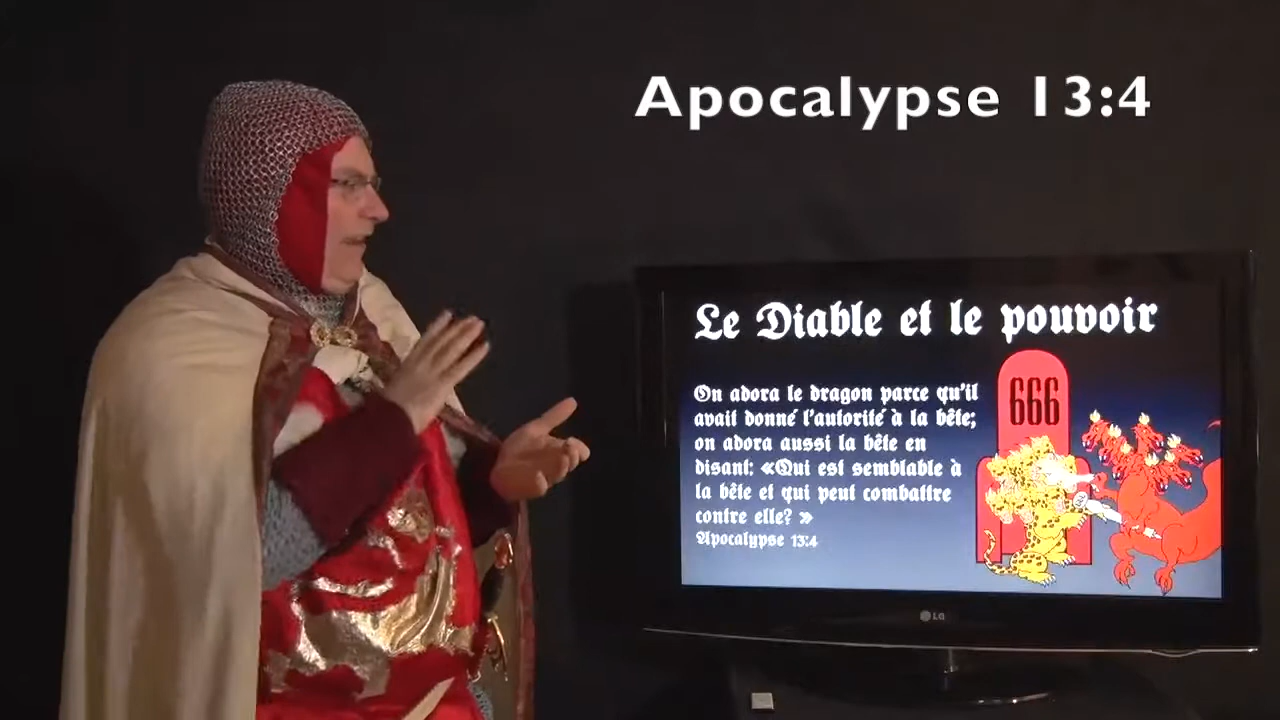 Apocalypse 13:4
Le Diable et le pouvoir
666
On adora le dragon parce qu'il
avait donné l'autorité à la bête;
on adora aussi la bête en
disant: «Qui est semblable à
la bête et qui peut combattre
contre elle? »
Apocalypse 13:4
LG